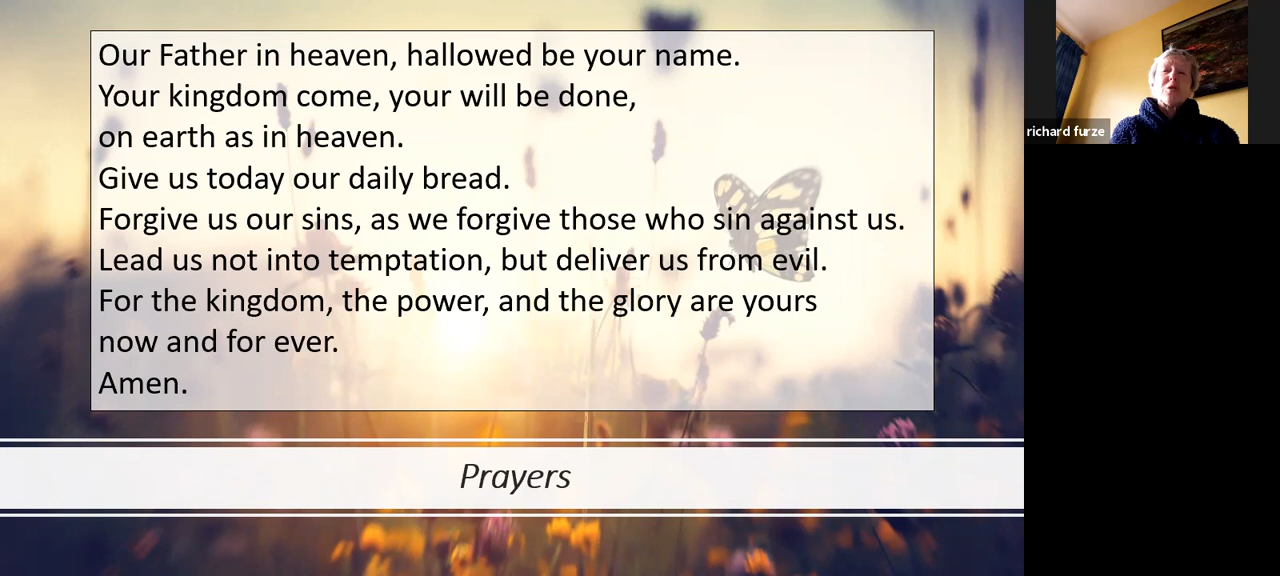 Our Father in heaven, hallowed be your name.
Your kingdom come, your will be done,
on earth as in heaven.
Give us today our daily bread.
Forgive us our sins, as we forgive those who sin against us.
Lead us not into temptation, but deliver us from evil.
For the kingdom, the power, and the glory are yours
now and for ever.
Amen.
Prayers
richard furze